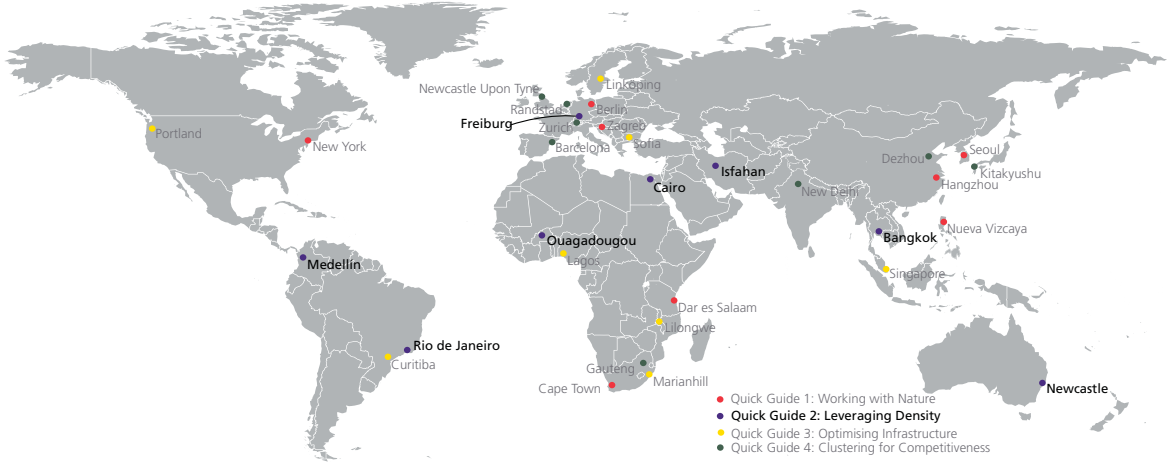 Linköping
Newcastle Upon Tyne
Randstad
Berlin
Freiburg
Zurich
Zagreb
Portland
Sofia
New York
Barcelona
Seoul
Dezhou
Isfahan
Kitakyushu
Cairo
New Delhi
Hangzhou
Nueva Vizcaya
Ouagadougou
Bangkok
Lagos
Medellín
Singapore
Dar es Salaam
Lilongwe
Rio de Janeiro
Curitiba
Gauteng
Marianhill
Cape Town
Newcastle
Quick Guide 1: Working with Nature
Quick Guide 2: Leveraging Density
Quick Guide 3: Optimising Infrastructure
Quick Guide 4: Clustering for Competitiveness